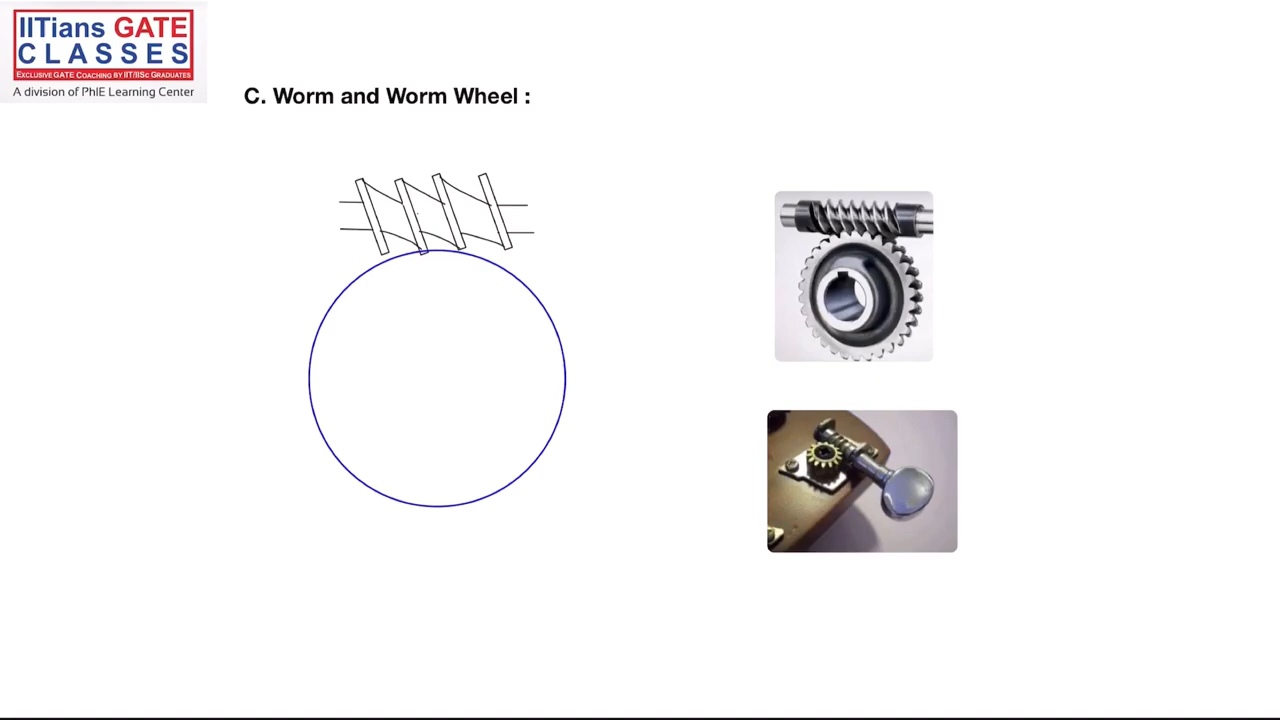 IITians GATE
CLASSES
EXCLUSIVE GATE COACHING BY IIT/IISC GRADUATES
A division of PhIE Learning Center
C. Worm and Worm Wheel :